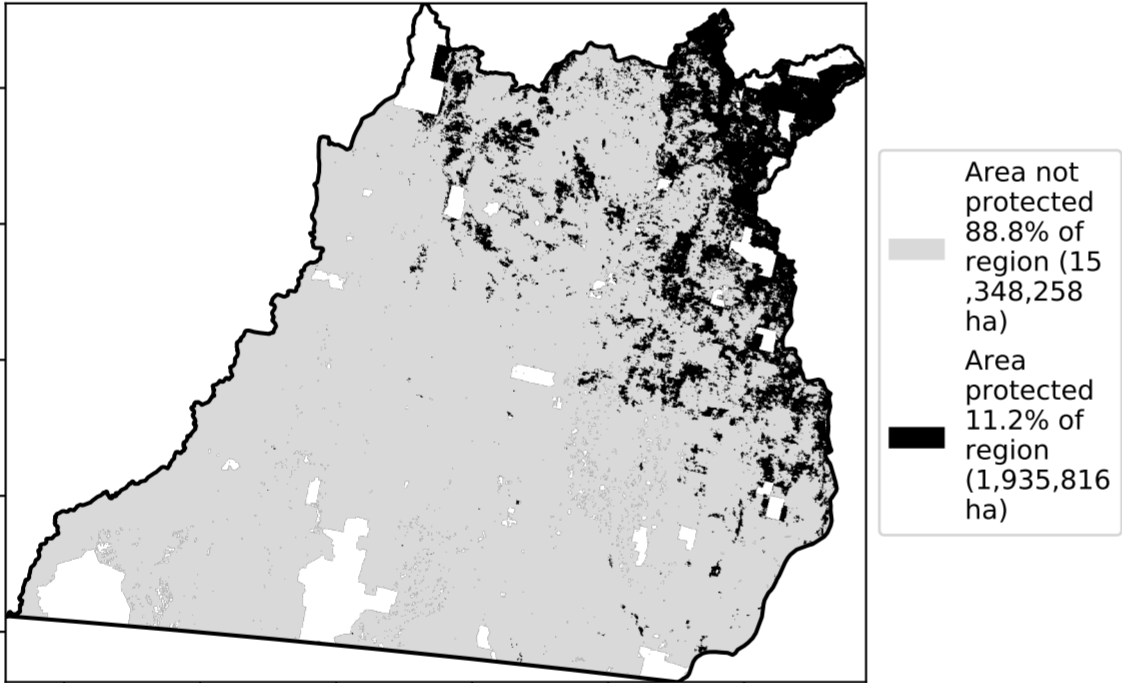 Area not
protected
88.8% of
region (15
,348,258
ha)
Area
protected
11.2% of
region
(1,935,816
ha)